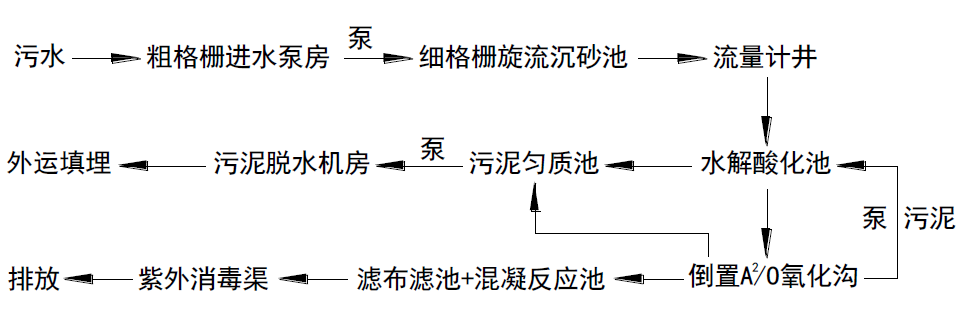 泵
污水 粗格栅进水泵房 细格栅旋流沉砂池 流量计井
泵
外运填埋 污泥脱水机房 污泥匀质池 水解酸化池
泵 污泥
排放 紫外消毒渠 滤布滤池+混凝反应池 倒置A²/O氧化沟